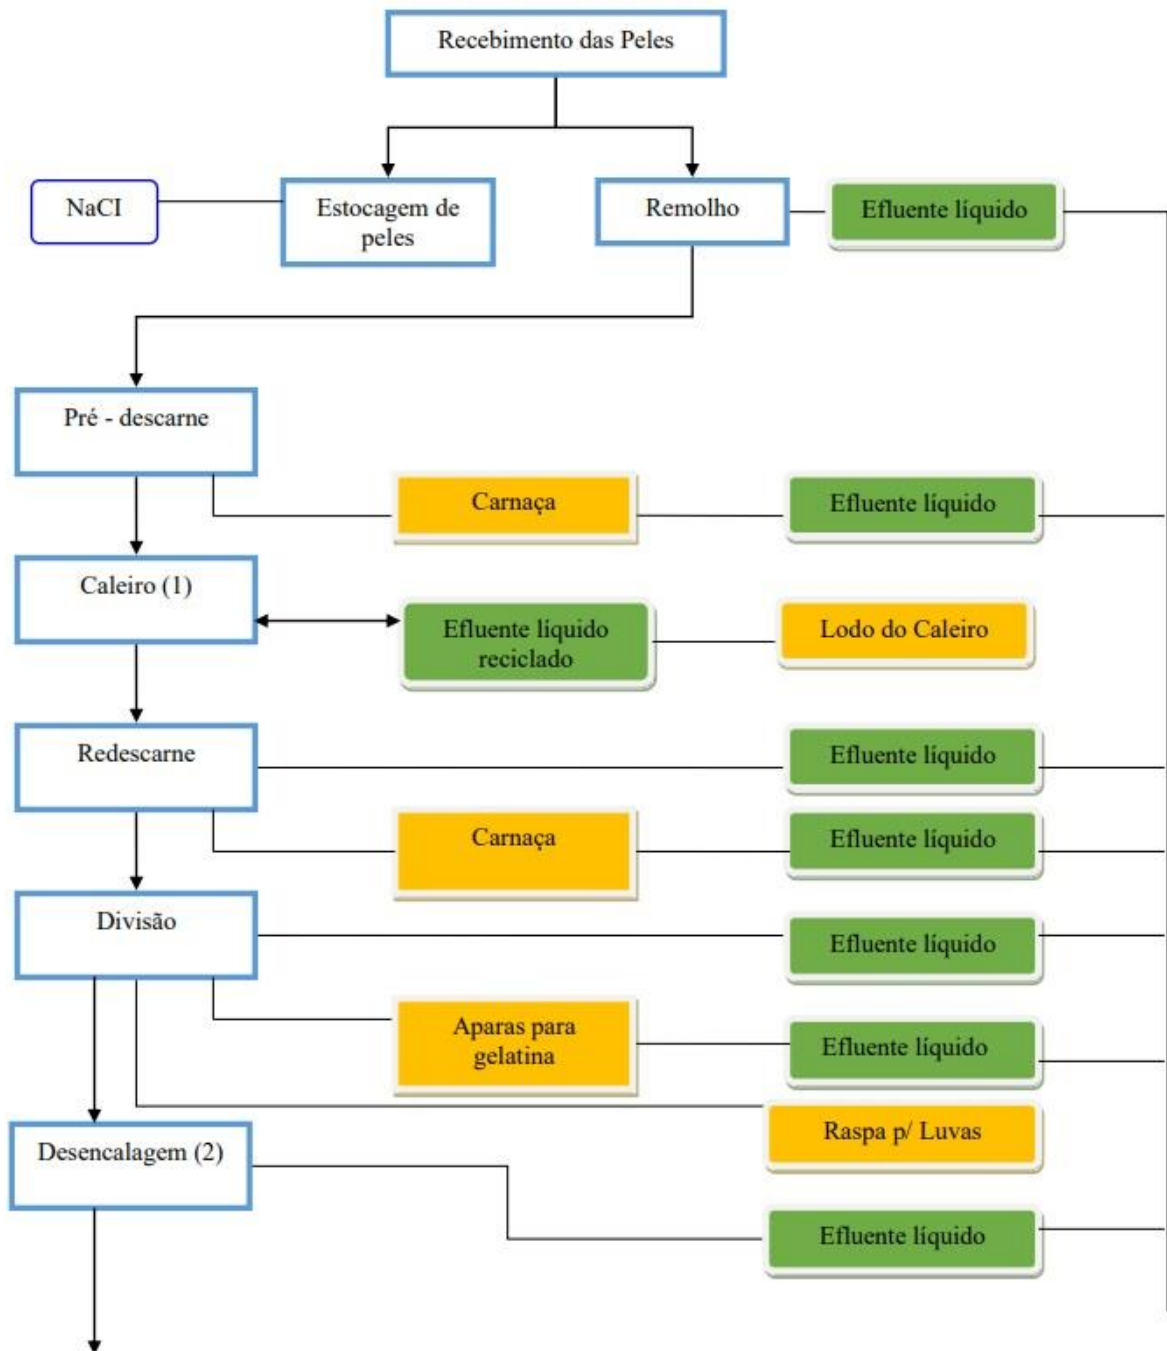 Recebimento das Peles
NaCI
Estocagem de
peles
Remolho
Efluente líquido
Pré - descarne
Carnaça
Efluente líquido
Caleiro (1)
Efluente líquido
reciclado
Lodo do Caleiro
Redescarne
Efluente líquido
Carnaça
Efluente líquido
Divisão
Efluente líquido
Aparas para
gelatina
Efluente líquido
Raspa p/ Luvas
Desencalagem (2)
Efluente líquido